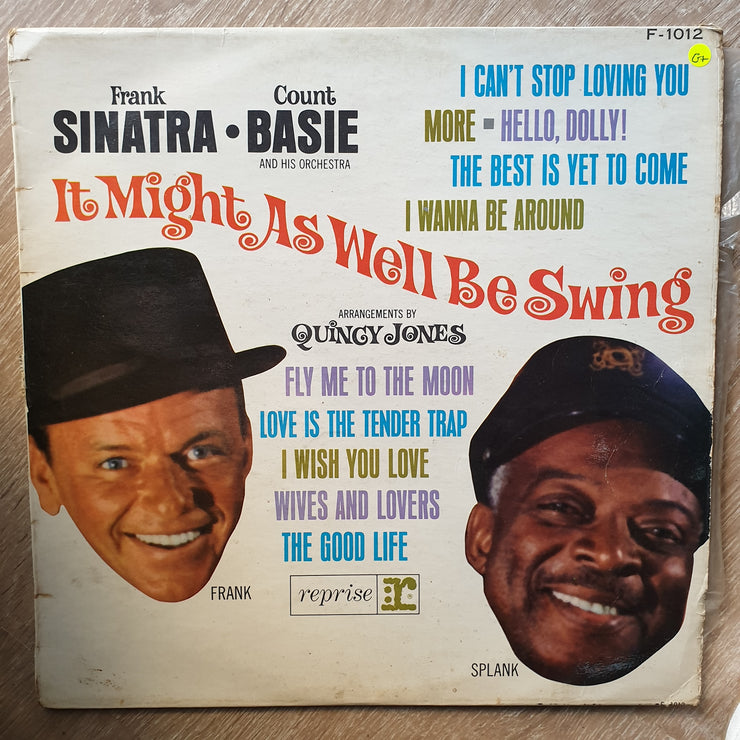 F-1012
G+
Frank Count
SINATRA • BASIE
AND HIS ORCHESTRA
I CAN'T STOP LOVING YOU
MORE ▪ HELLO, DOLLY!
THE BEST IS YET TO COME
I WANNA BE AROUND
It Might As Well Be Swing
ARRANGEMENTS BY
QUINCY JONES
FLY ME TO THE MOON
LOVE IS THE TENDER TRAP
I WISH YOU LOVE
WIVES AND LOVERS
THE GOOD LIFE
FRANK
reprise r ®
SPLANK